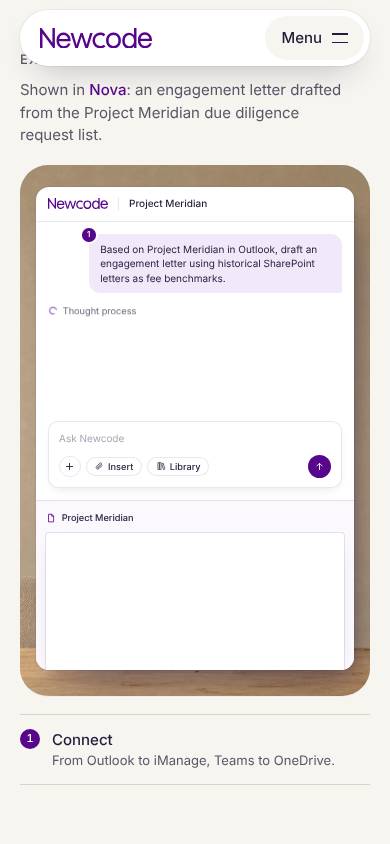 Newcode
Menu
Shown in Nova: an engagement letter drafted
from the Project Meridian due diligence
request list.
Newcode
Project Meridian
1
Based on Project Meridian in Outlook, draft an
engagement letter using historical SharePoint
letters as fee benchmarks.
Thought process
Ask Newcode
Insert
Library
Project Meridian
1
Connect
From Outlook to iManage, Teams to OneDrive.